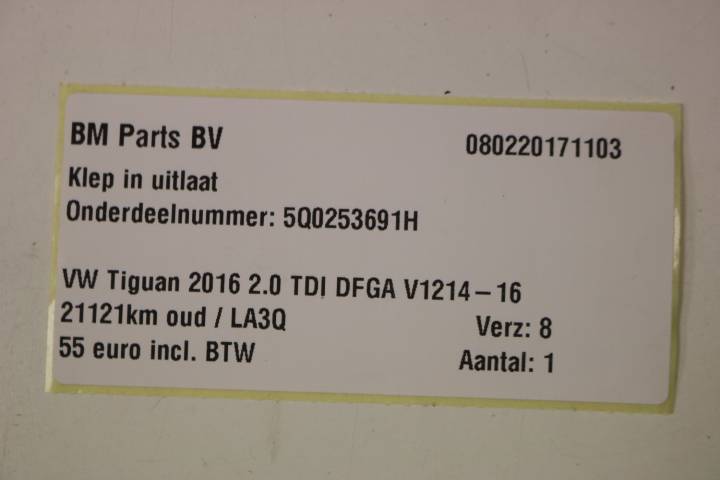 BM Parts BV 080220171103
Klep in uitlaat
Onderdeelnummer: 5Q0253691H
VW Tiguan 2016 2.0 TDI DFGA V1214-16
21121km oud / LA3Q Verz: 8
55 euro incl. BTW Aantal: 1